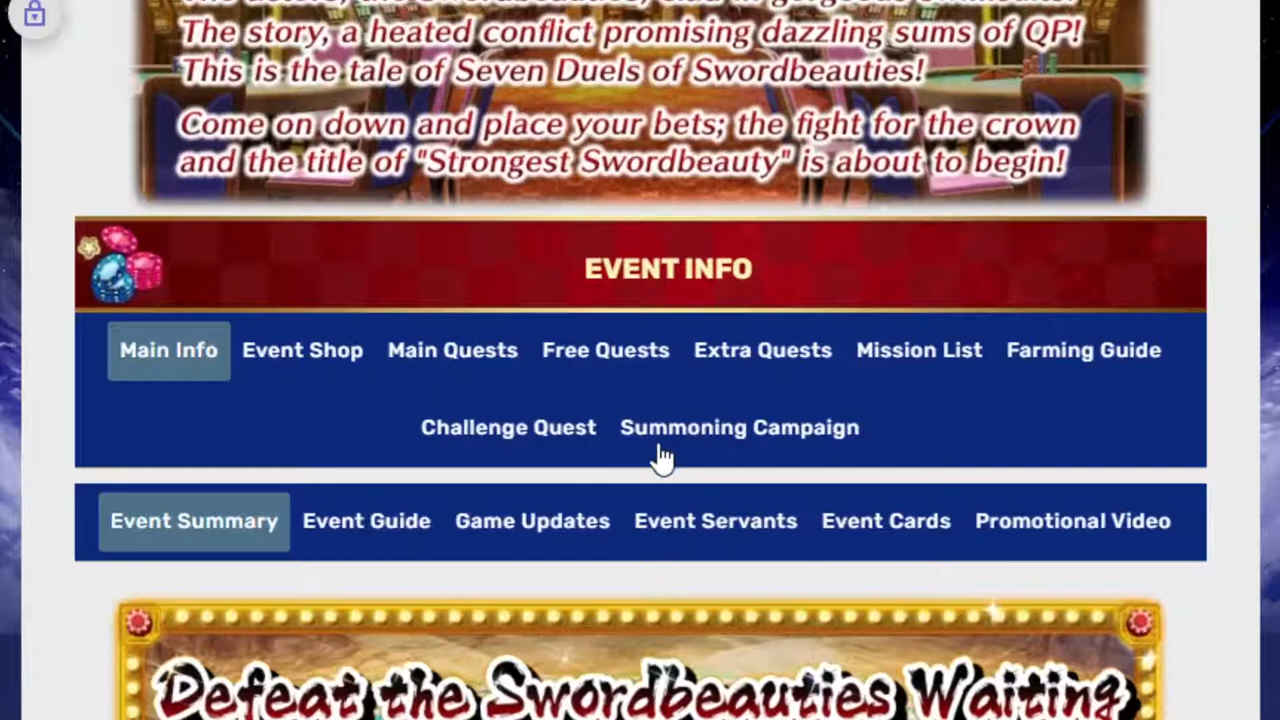 The story, a heated conflict promising dazzling sums of QP!
This is the tale of Seven Duels of Swordbeauties!
Come on down and place your bets; the fight for the crown
and the title of "Strongest Swordbeauty" is about to begin!
EVENT INFO
Main Info Event Shop Main Quests Free Quests Extra Quests Mission List Farming Guide
Challenge Quest Summoning Campaign
Event Summary Event Guide Game Updates Event Servants Event Cards Promotional Video
Defeat the Swordbeauties Waiting